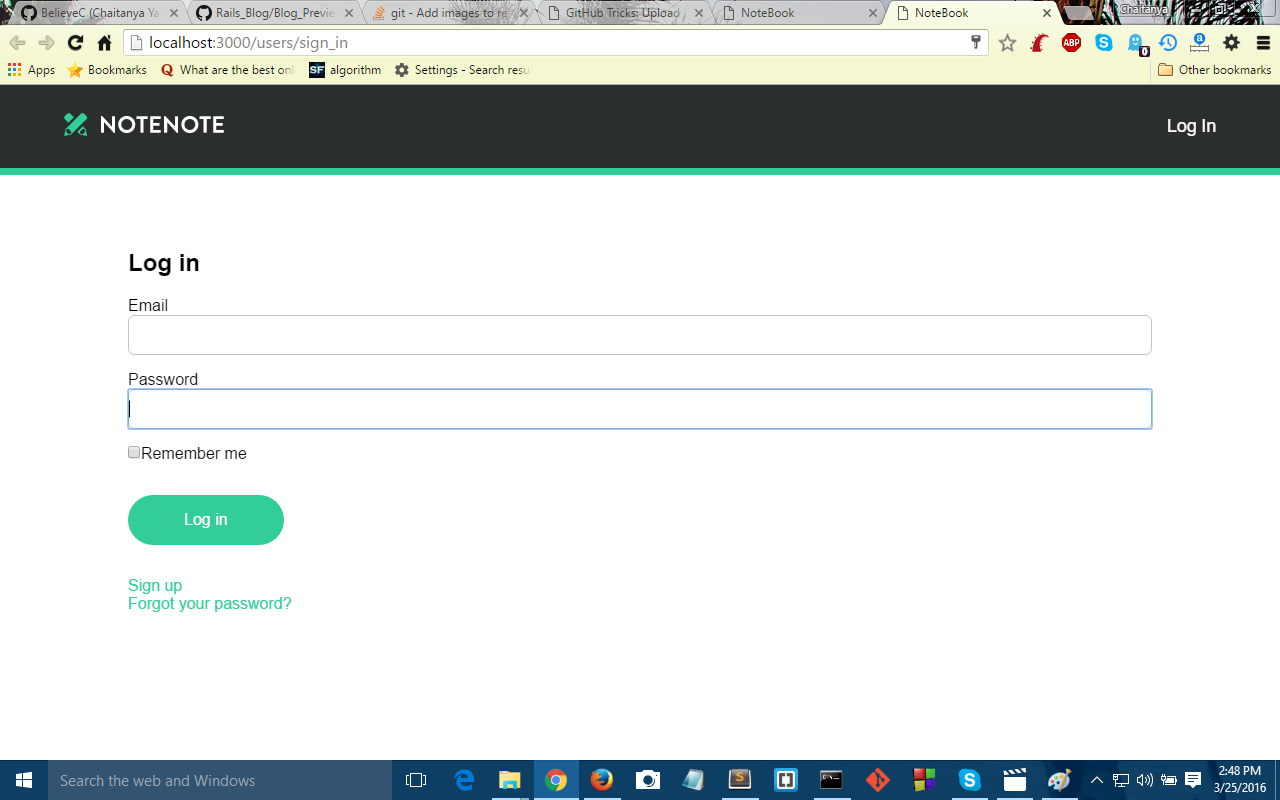 BelieveC (Chaitanya Ya
Rails_Blog/Blog_Previe
git - Add images to re
GitHub Tricks: Upload
NoteBook
NoteBook
Chaitanya
localhost:3000/users/sign_in
ABP
0
a
Apps
Bookmarks
Q What are the best onl
SF algorithm
Settings - Search resu
Other bookmarks
NOTENOTE
Log In
Log in
Email
Password
Remember me
Log in
Sign up
Forgot your password?
Search the web and Windows
2:48 PM
3/25/2016